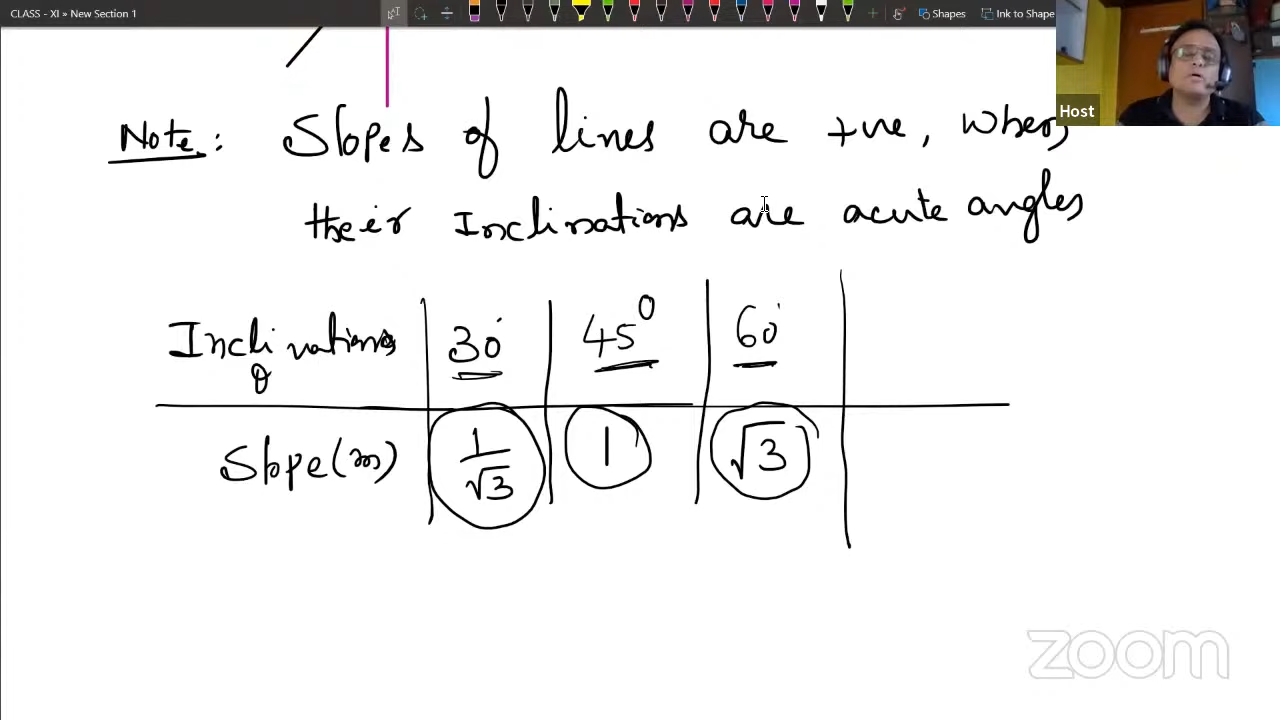 CLASS - XI » New Section 1
Shapes
Ink to Shape
Host
Note: Slopes of lines are +ve, when
their Inclinations are acute angles
Inclinations 30° 45° 60°
θ
Slope(m) 1/√3 1 √3
zoom